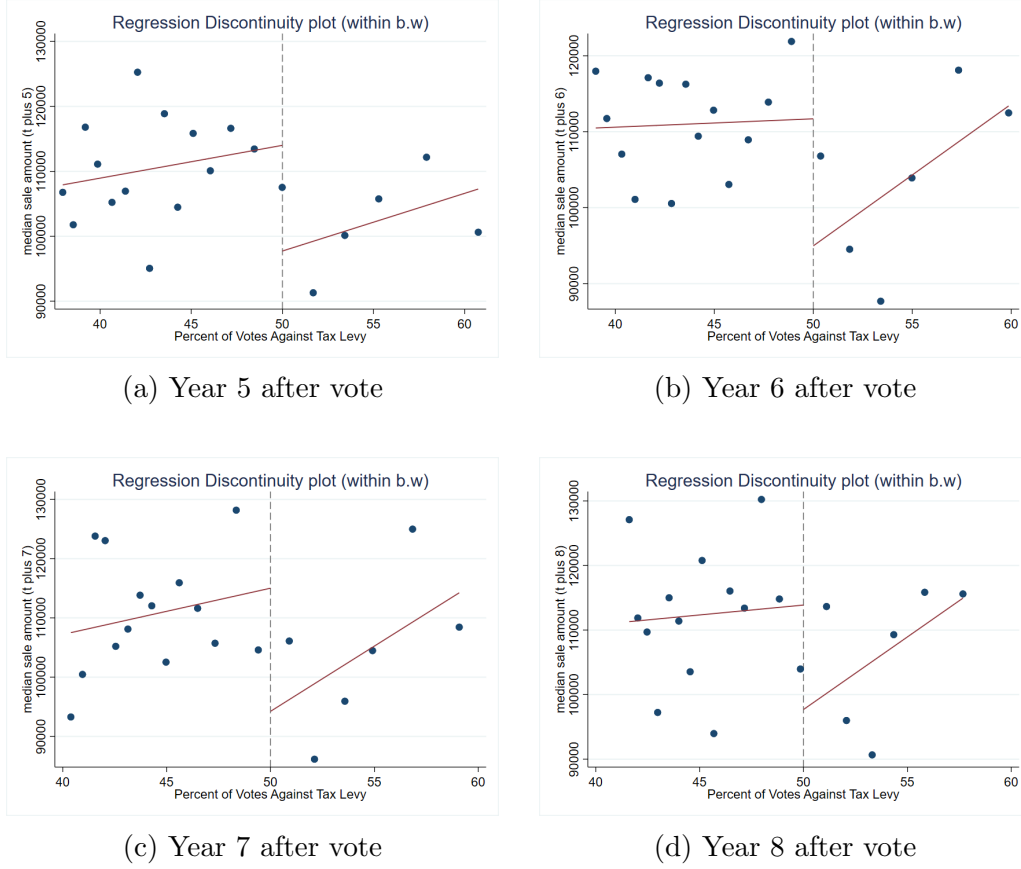 Regression Discontinuity plot (within b.w)
median sale amount (t plus 5)
130000
120000
110000
100000
90000
40 45 50 55 60
Percent of Votes Against Tax Levy
(a) Year 5 after vote
Regression Discontinuity plot (within b.w)
median sale amount (t plus 6)
120000
110000
100000
90000
40 45 50 55 60
Percent of Votes Against Tax Levy
(b) Year 6 after vote
Regression Discontinuity plot (within b.w)
median sale amount (t plus 7)
130000
120000
110000
100000
90000
40 45 50 55 60
Percent of Votes Against Tax Levy
(c) Year 7 after vote
Regression Discontinuity plot (within b.w)
median sale amount (t plus 8)
130000
120000
110000
100000
90000
40 45 50 55 60
Percent of Votes Against Tax Levy
(d) Year 8 after vote